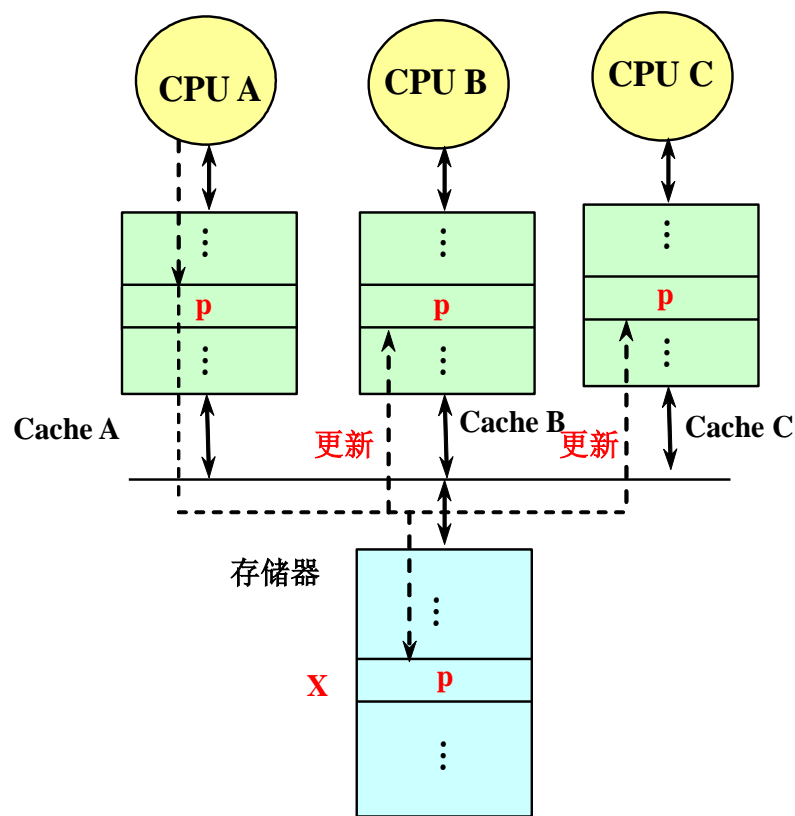 CPU A
CPU B
CPU C
⋮
⋮
⋮
p
p
p
⋮
⋮
⋮
Cache A
更新
Cache B
更新
Cache C
存储器
⋮
X
p
⋮